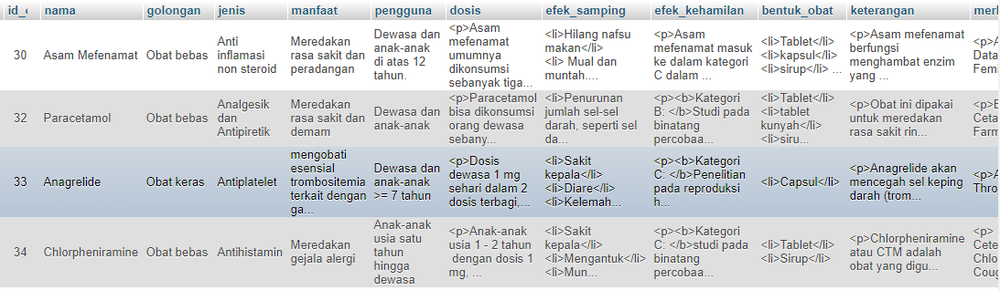 id_c nama golongan jenis manfaat pengguna dosis efek_samping efek_kehamilan bentuk_obat keterangan
30 Asam Mefenamat Obat bebas
Anti
inflamasi
non steroid
Meredakan
rasa sakit dan
peradangan
Dewasa dan
anak-anak
di atas 12
tahun.
<p>Asam
mefenamat
umumnya
dikonsumsi
sebanyak tiga...
<li>Hilang nafsu
makan</li>
<li> Mual dan
muntah....
<p>Asam
mefenamat masuk
ke dalam kategori
C dalam ...
<li>Tablet</li>
<li>kapsul</li>
<li>sirup</li> ...
<p>Asam mefenamat
berfungsi
menghambat enzim
yang ...
32 Paracetamol Obat bebas
Analgesik
dan
Antipiretik
Meredakan
rasa sakit dan
demam
Dewasa dan
anak-anak
<p>Paracetamol
bisa dikonsumsi
orang dewasa
sebany...
<li>Penurunan
jumlah sel-sel
darah, seperti sel
da...
<p><b>Kategori
B: </b>Studi pada
binatang
percobaa...
<li>Tablet</li>
<li>tablet
kunyah</li>
<li>siru...
<p>Obat ini dipakai
untuk meredakan
rasa sakit rin...
33 Anagrelide Obat keras Antiplatelet
mengobati
esensial
trombositemia
terkait dengan
ga...
Dewasa dan
anak-anak
>= 7 tahun
<p>Dosis
dewasa 1 mg
sehari dalam 2
dosis terbagi,...
<li>Sakit
kepala</li>
<li>Diare</li>
<li>Kelemah...
<p><b>Kategori
C: </b>Penelitian
pada reproduksi
h...
<li>Capsul</li>
<p>Anagrelide akan
mencegah sel keping
darah (trom...
34 Chlorpheniramine Obat bebas Antihistamin
Meredakan
gejala alergi
Anak-anak
usia satu
tahun
hingga
dewasa
<p>Anak-anak
usia 1 - 2 tahun
dengan dosis 1
mg, ...
<li>Sakit
kepala</li>
<li>Mengantuk</li>
<li>Mun...
<p><b>Kategori
C: </b>studi pada
binatang
percobaa...
<li>Tablet</li>
<li>Sirup</li>
<p>Chlorpheniramine
atau CTM adalah
obat yang digu...